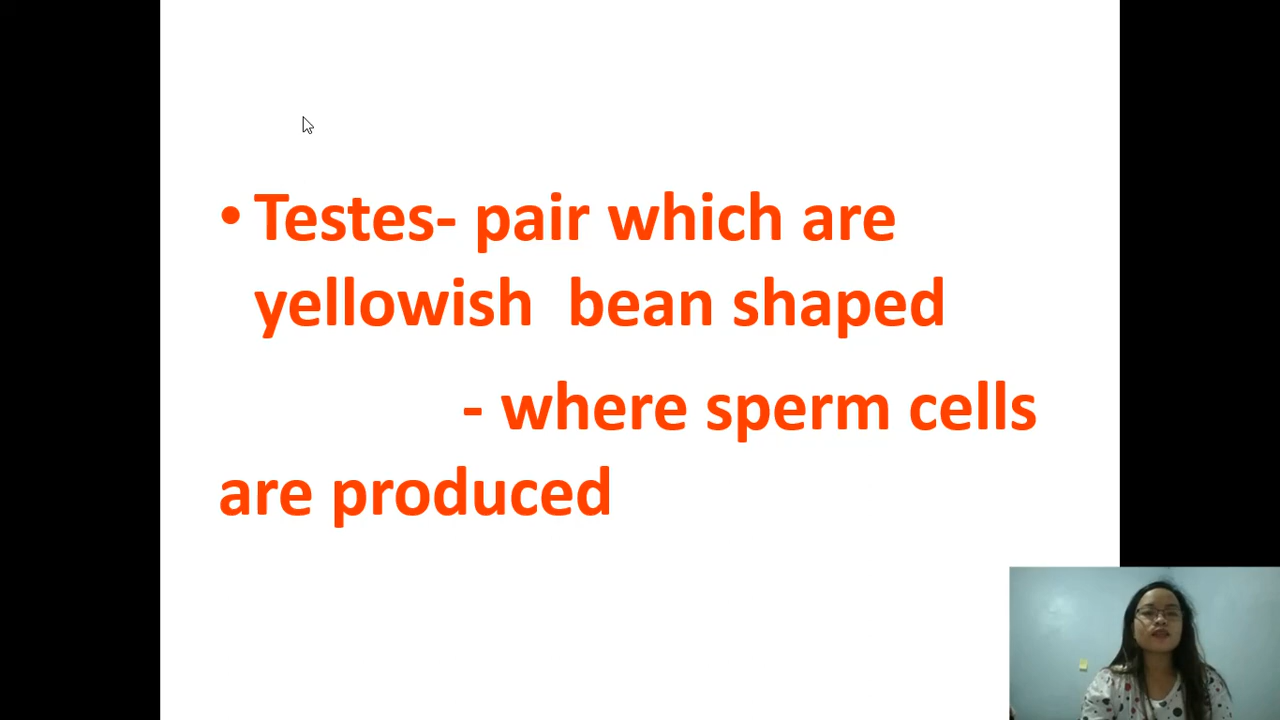 • Testes- pair which are
yellowish  bean shaped
- where sperm cells
are produced